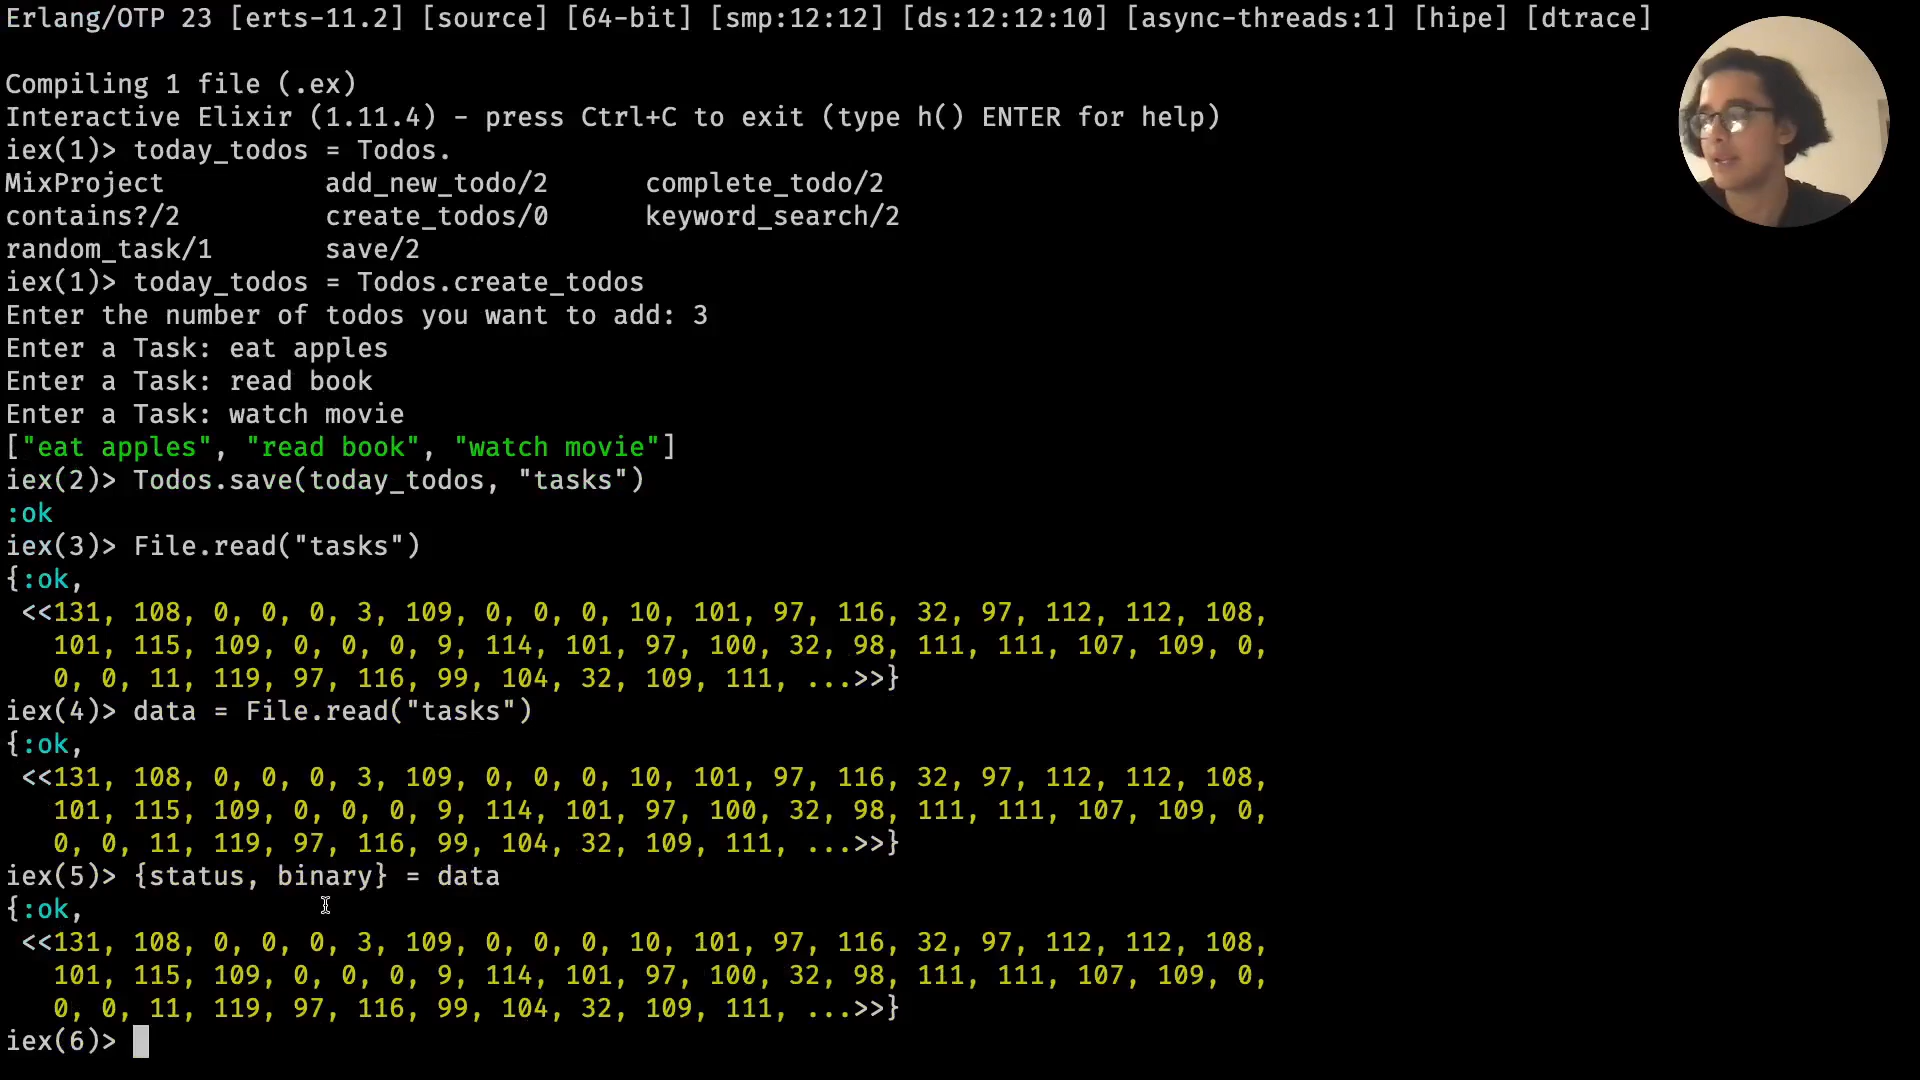 Erlang/OTP 23 [erts-11.2] [source] [64-bit] [smp:12:12] [ds:12:12:10] [async-threads:1] [hipe] [dtrace]
Compiling 1 file (.ex)
Interactive Elixir (1.11.4) - press Ctrl+C to exit (type h() ENTER for help)
iex(1)> today_todos = Todos.
MixProject          add_new_todo/2      complete_todo/2
contains?/2         create_todos/0      keyword_search/2
random_task/1       save/2
iex(1)> today_todos = Todos.create_todos
Enter the number of todos you want to add: 3
Enter a Task: eat apples
Enter a Task: read book
Enter a Task: watch movie
["eat apples", "read book", "watch movie"]
iex(2)> Todos.save(today_todos, "tasks")
:ok
iex(3)> File.read("tasks")
{:ok,
 <<131, 108, 0, 0, 0, 3, 109, 0, 0, 0, 10, 101, 97, 116, 32, 97, 112, 112, 108,
   101, 115, 109, 0, 0, 0, 9, 114, 101, 97, 100, 32, 98, 111, 111, 107, 109, 0,
   0, 0, 11, 119, 97, 116, 99, 104, 32, 109, 111, ...>>}
iex(4)> data = File.read("tasks")
{:ok,
 <<131, 108, 0, 0, 0, 3, 109, 0, 0, 0, 10, 101, 97, 116, 32, 97, 112, 112, 108,
   101, 115, 109, 0, 0, 0, 9, 114, 101, 97, 100, 32, 98, 111, 111, 107, 109, 0,
   0, 0, 11, 119, 97, 116, 99, 104, 32, 109, 111, ...>>}
iex(5)> {status, binary} = data
{:ok,
 <<131, 108, 0, 0, 0, 3, 109, 0, 0, 0, 10, 101, 97, 116, 32, 97, 112, 112, 108,
   101, 115, 109, 0, 0, 0, 9, 114, 101, 97, 100, 32, 98, 111, 111, 107, 109, 0,
   0, 0, 11, 119, 97, 116, 99, 104, 32, 109, 111, ...>>}
iex(6)>